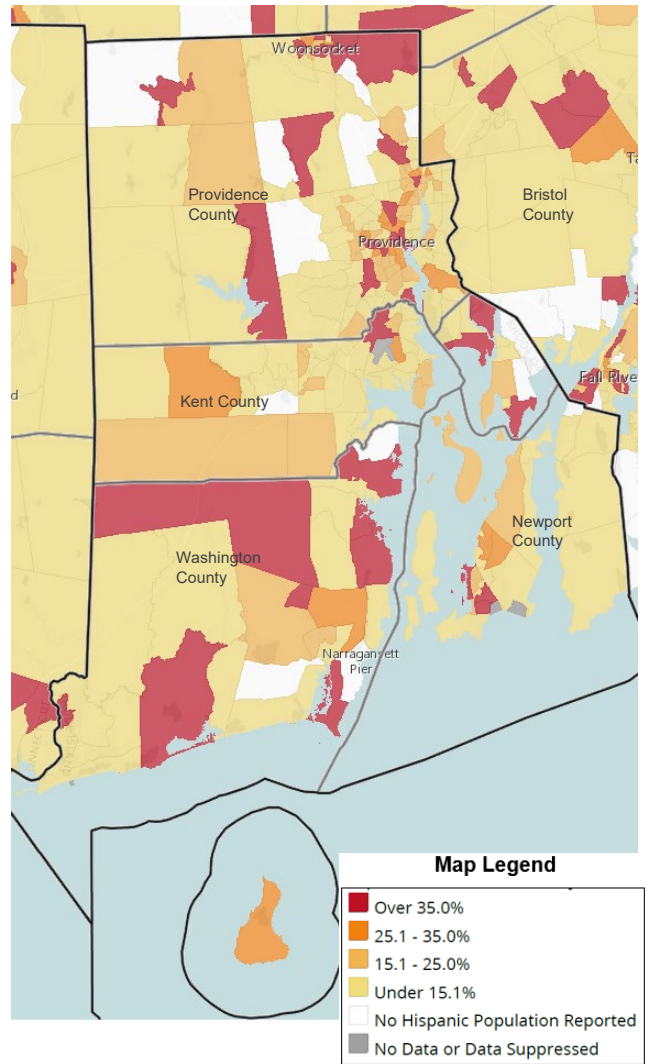 Woonsocket
Providence
County
Bristol
County
Ta
Providence
d
Fall Rive
Kent County
Newport
County
Washington
County
Narragansett
Pier
Map Legend
Over 35.0%
25.1 - 35.0%
15.1 - 25.0%
Under 15.1%
No Hispanic Population Reported
No Data or Data Suppressed